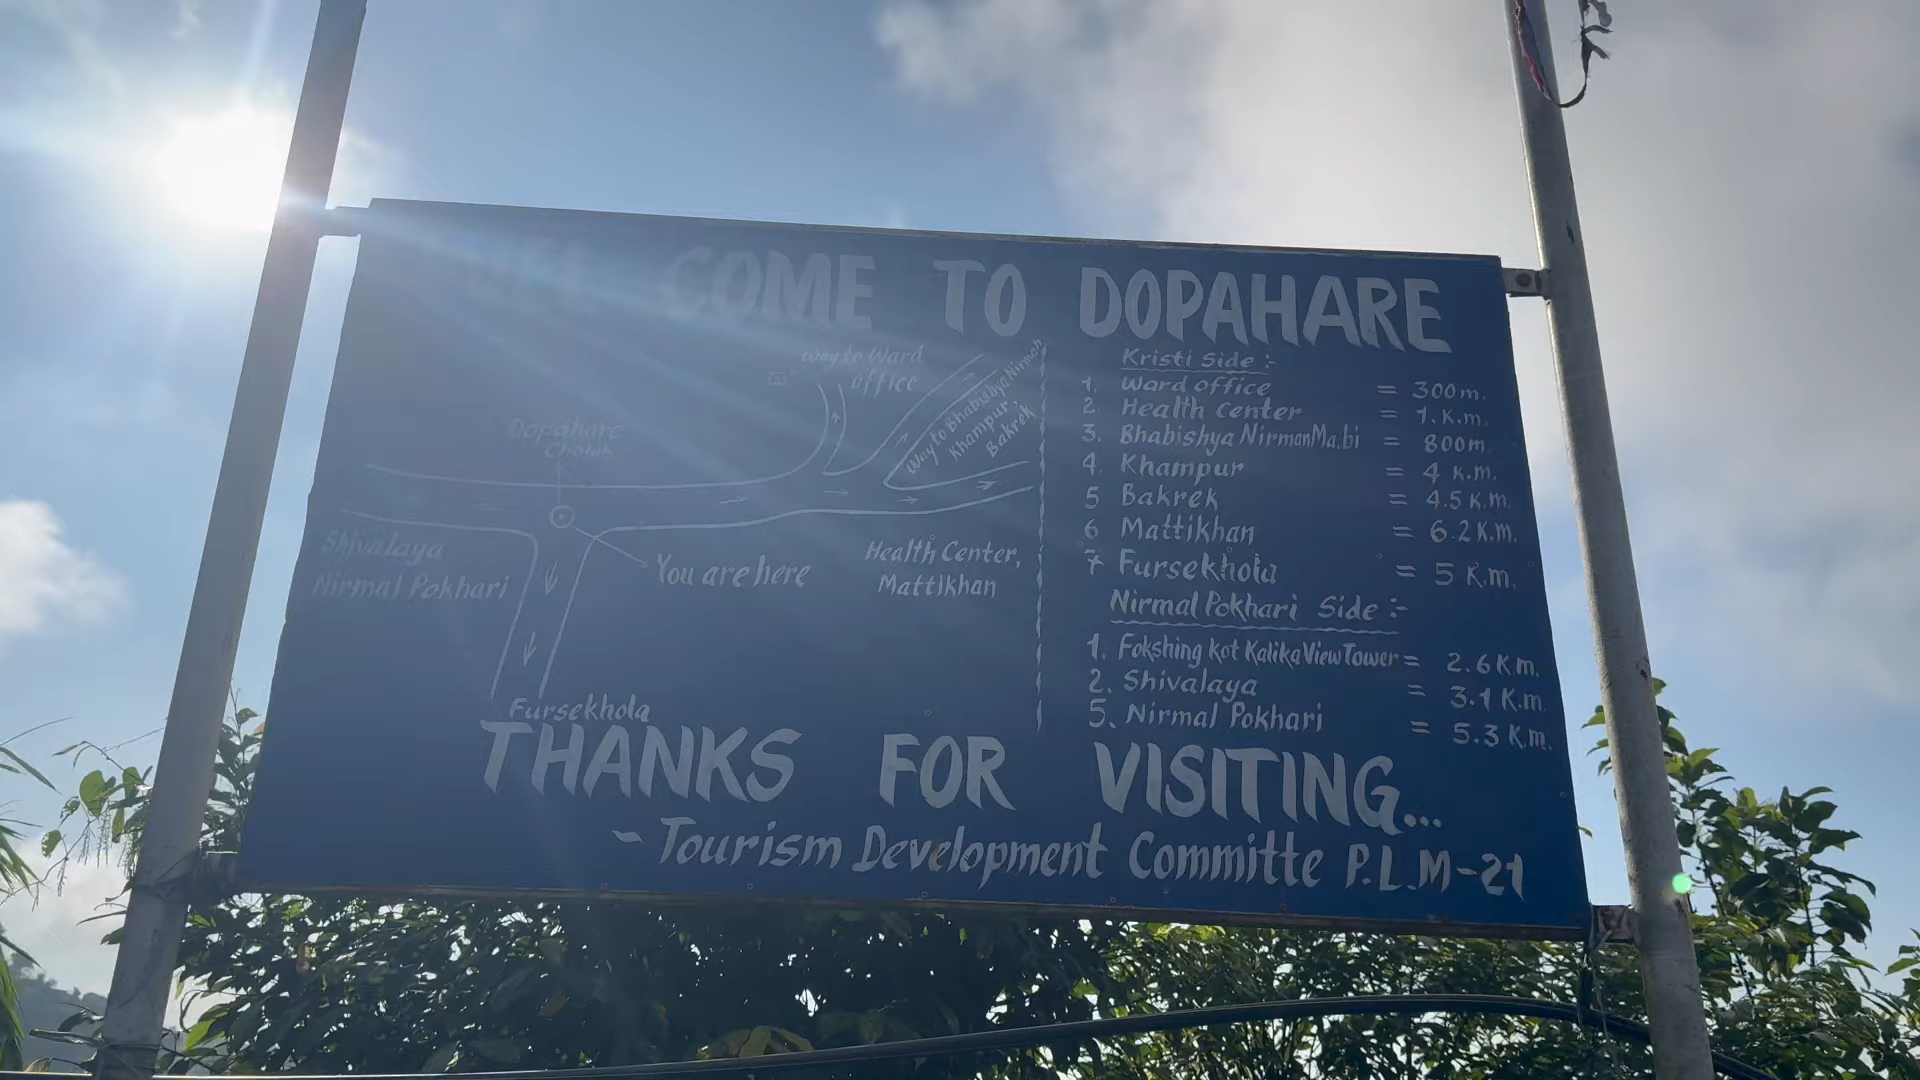 WEL COME TO DOPAHARE
Way to Ward
office
Way to Bhabishya Nirman
Khampur,
Bakrek
Dopahare
Chowk
Shivalaya
Nirmal Pokhari
You are here
Health Center,
Mattikhan
Fursekhola
Kristi Side :-
1. Ward office = 300m.
2. Health Center = 1.K.m.
3. Bhabishya Nirman Ma.bi = 800m
4. Khampur = 4 K.m.
5 Bakrek = 4.5 K.m.
6 Mattikhan = 6.2 K.m.
7 Fursekhola = 5 K.m.
Nirmal Pokhari Side :-
1. Fokshing Kot Kalika View Tower = 2.6 K.m.
2. Shivalaya = 3.1 K.m.
5. Nirmal Pokhari = 5.3 K.m.
THANKS FOR VISITING...
- Tourism Development Committe P.L.M-21